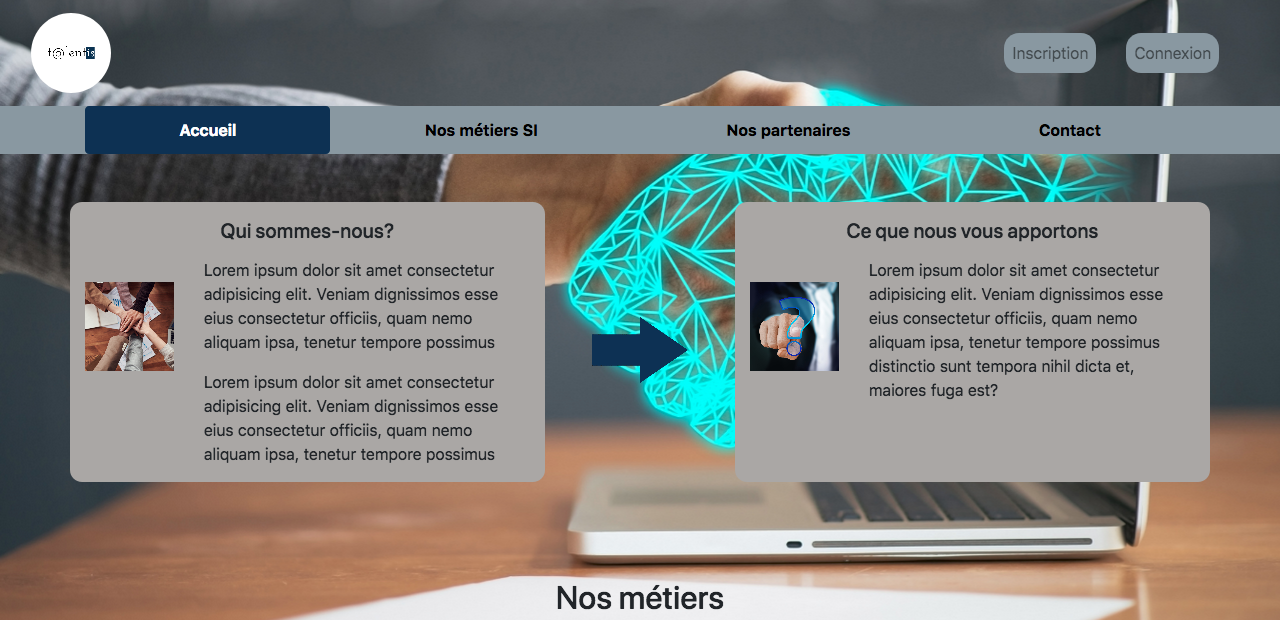 t@lantis
Inscription
Connexion
Accueil
Nos métiers SI
Nos partenaires
Contact
Qui sommes-nous?
Lorem ipsum dolor sit amet consectetur
adipisicing elit. Veniam dignissimos esse
eius consectetur officiis, quam nemo
aliquam ipsa, tenetur tempore possimus
Lorem ipsum dolor sit amet consectetur
adipisicing elit. Veniam dignissimos esse
eius consectetur officiis, quam nemo
aliquam ipsa, tenetur tempore possimus
Ce que nous vous apportons
Lorem ipsum dolor sit amet consectetur
adipisicing elit. Veniam dignissimos esse
eius consectetur officiis, quam nemo
aliquam ipsa, tenetur tempore possimus
distinctio sunt tempora nihil dicta et,
maiores fuga est?
Nos métiers